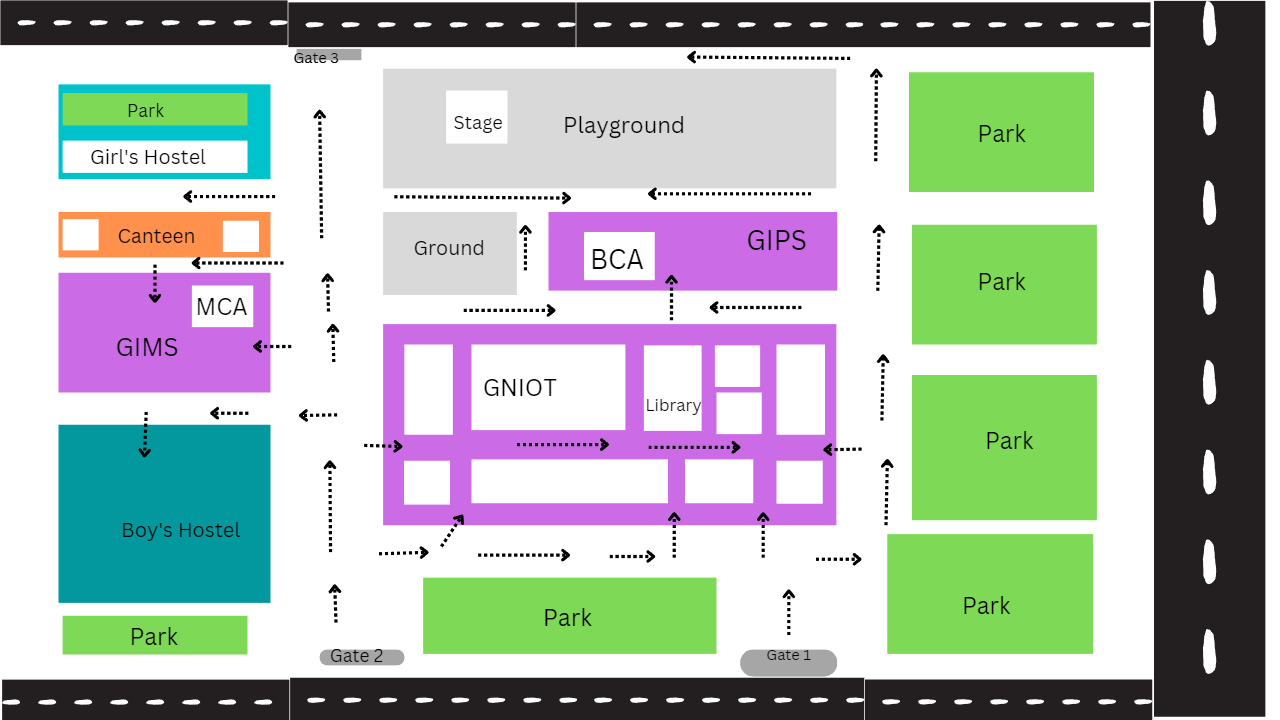 Gate 3
Park
Girl's Hostel
Stage
Playground
Park
Canteen
Ground
BCA
GIPS
Park
MCA
GIMS
GNIOT
Library
Park
Boy's Hostel
Park
Park
Park
Gate 2
Gate 1